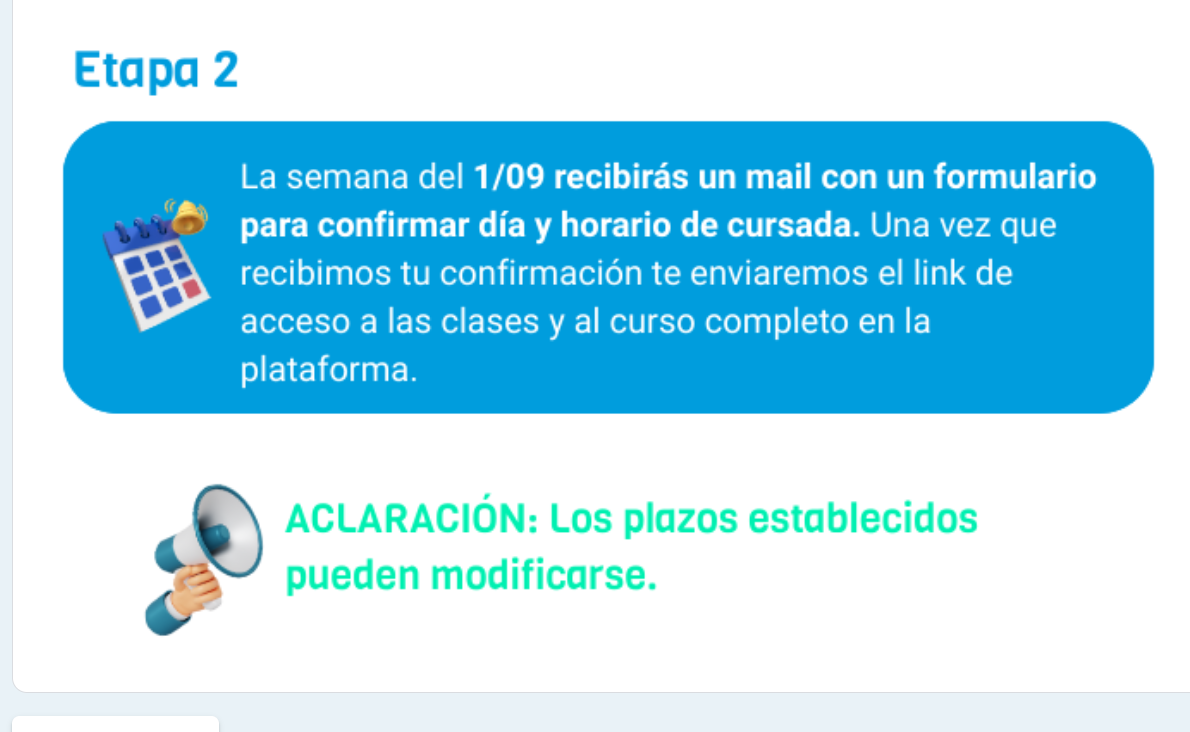 Etapa 2
La semana del 1/09 recibirás un mail con un formulario
para confirmar día y horario de cursada. Una vez que
recibimos tu confirmación te enviaremos el link de
acceso a las clases y al curso completo en la
plataforma.
ACLARACIÓN: Los plazos establecidos
pueden modificarse.